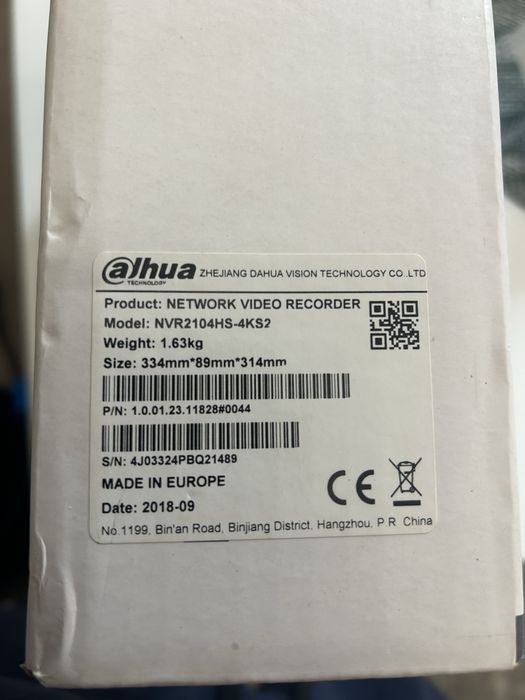 alhua ZHEJIANG DAHUA VISION TECHNOLOGY CO.,LTD
TECHNOLOGY
Product: NETWORK VIDEO RECORDER
Model: NVR2104HS-4KS2
Weight: 1.63kg
Size: 334mm*89mm*314mm
P/N: 1.0.01.23.11828#0044
S/N: 4J03324PBQ21489
MADE IN EUROPE
CE
Date: 2018-09
No.1199, Bin'an Road, Binjiang District, Hangzhou, P R China